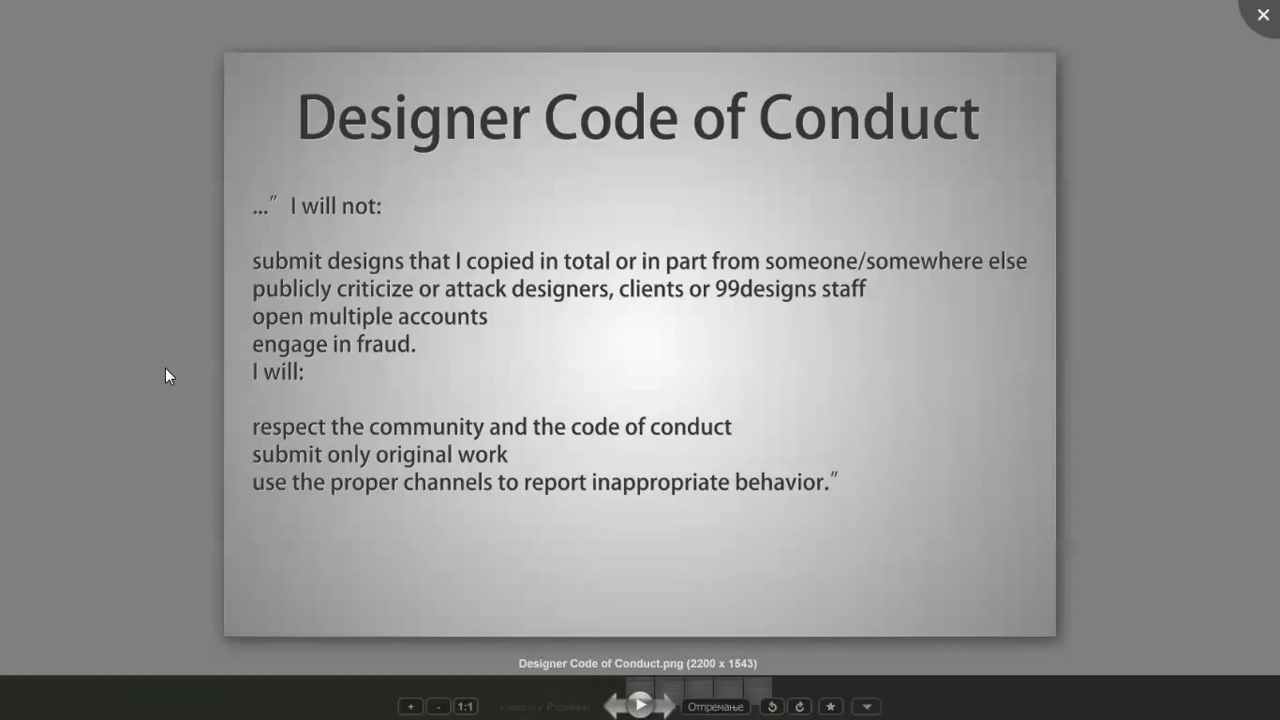 Designer Code of Conduct
..." I will not:
submit designs that I copied in total or in part from someone/somewhere else
publicly criticize or attack designers, clients or 99designs staff
open multiple accounts
engage in fraud.
I will:
respect the community and the code of conduct
submit only original work
use the proper channels to report inappropriate behavior."
Designer Code of Conduct.png (2200 x 1543)
+ - 1:1 Отпремање